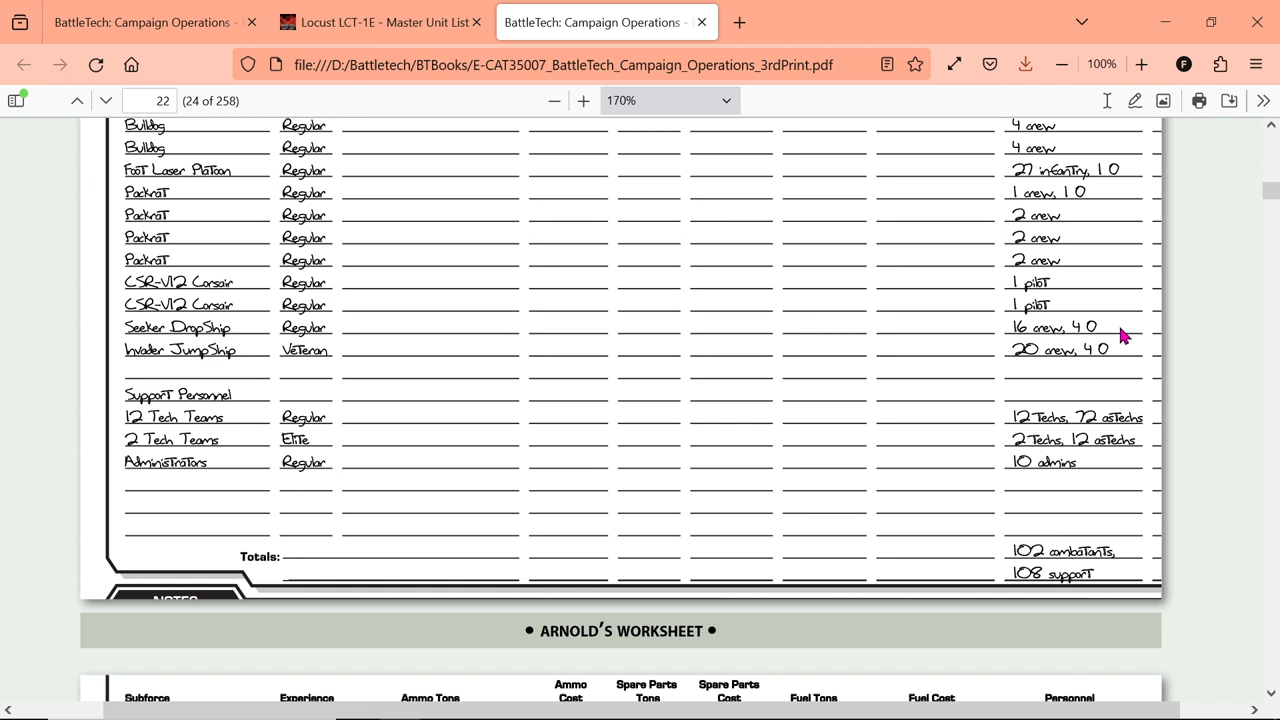 BattleTech: Campaign Operations -
Locust LCT-1E - Master Unit List
BattleTech: Campaign Operations -
file:///D:/Battletech/BTBooks/E-CAT35007_BattleTech_Campaign_Operations_3rdPrint.pdf
100%
F
22 (24 of 258)
170%
Bulldog Regular 4 crew
Bulldog Regular 4 crew
Foot Laser Platoon Regular 27 infantry, 1 O
Packrat Regular 1 crew, 1 O
Packrat Regular 2 crew
Packrat Regular 2 crew
Packrat Regular 2 crew
CSR-V12 Corsair Regular 1 pilot
CSR-V12 Corsair Regular 1 pilot
Seeker DropShip Regular 16 crew, 4 O
Invader JumpShip Veteran 20 crew, 4 O
Support Personnel
12 Tech Teams Regular 12 Techs, 72 asTechs
2 Tech Teams Elite 2 Techs, 12 asTechs
Administrators Regular 10 admins
Totals: 102 combatants,
108 support
NOTES
• ARNOLD'S WORKSHEET •
Subforce Experience Ammo Tons Ammo Cost Spare Parts Tons Spare Parts Cost Fuel Tons Fuel Cost Personnel